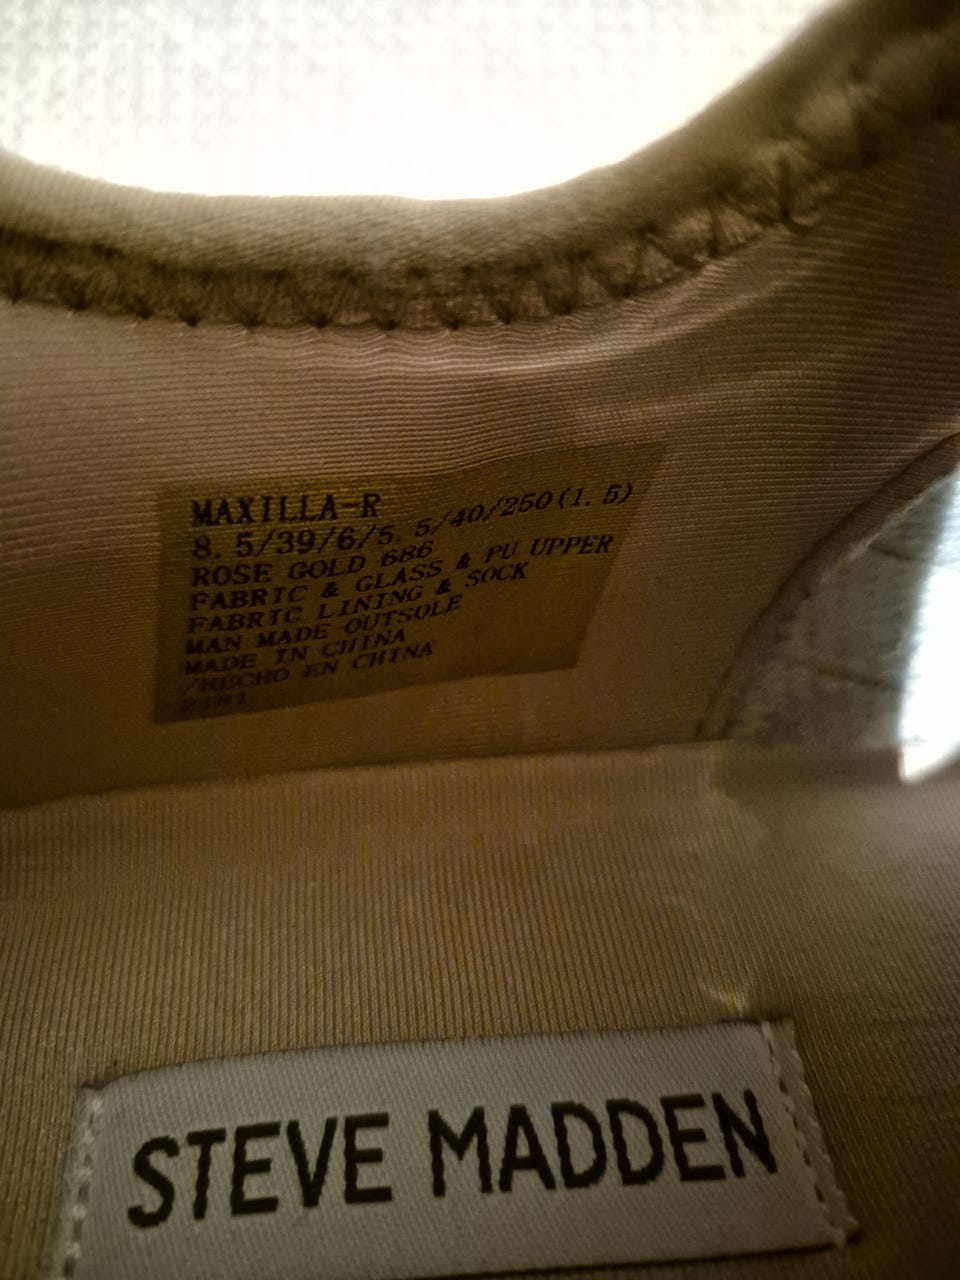 MAXILLA-R
8. 5/39/6/5. 5/40/250(1. 5)
ROSE GOLD 686
FABRIC & GLASS & PU UPPER
FABRIC LINING & SOCK
MAN MADE OUTSOLE
MADE IN CHINA
/HECHO EN CHINA
STEVE MADDEN